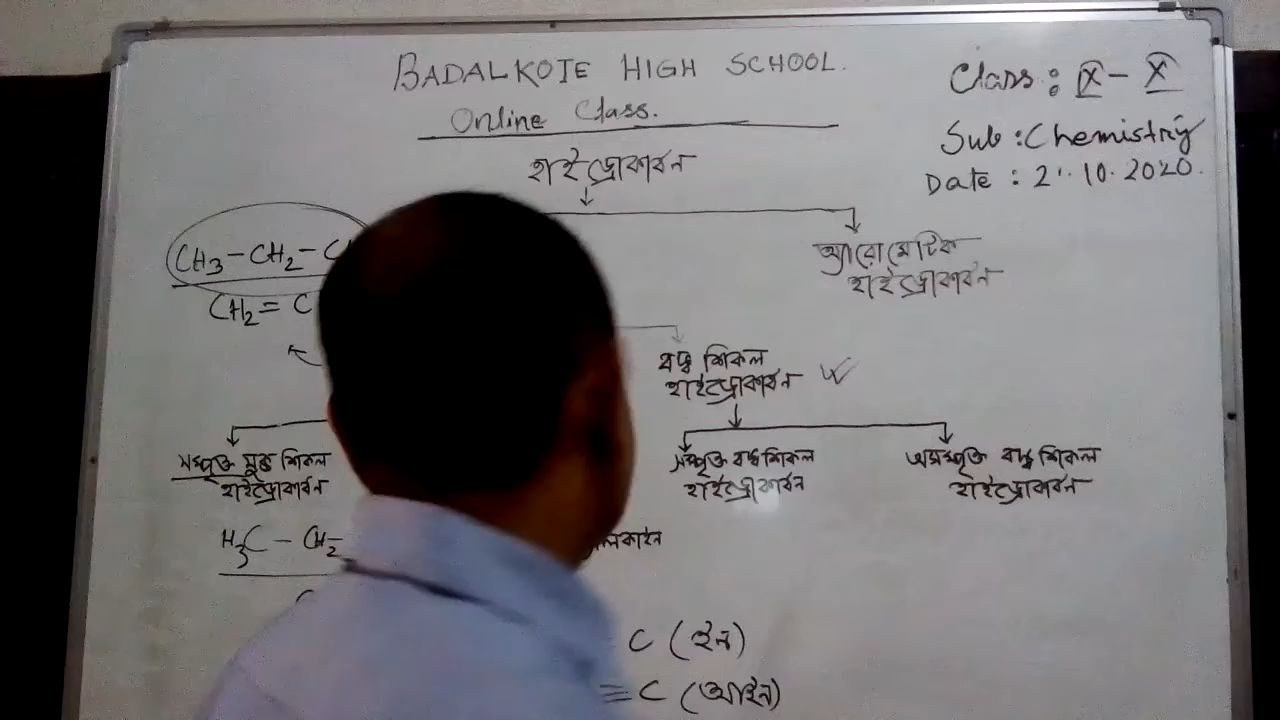 BADALKOTE HIGH SCHOOL.
Online Class.
Class : IX - X
Sub : Chemistry
Date : 21.10.2020.
হাইড্রোকার্বন
CH3-CH2-
CH2= C
অ্যারোমেটিক
হাইড্রোকার্বন
বদ্ধ শিকল
হাইড্রোকার্বন
সম্পৃক্ত মুক্ত শিকল
হাইড্রোকার্বন
সম্পৃক্ত বদ্ধ শিকল
হাইড্রোকার্বন
অসম্পৃক্ত বদ্ধ শিকল
হাইড্রোকার্বন
H3C - CH2-
C (ইন)
≡ C (আইন)